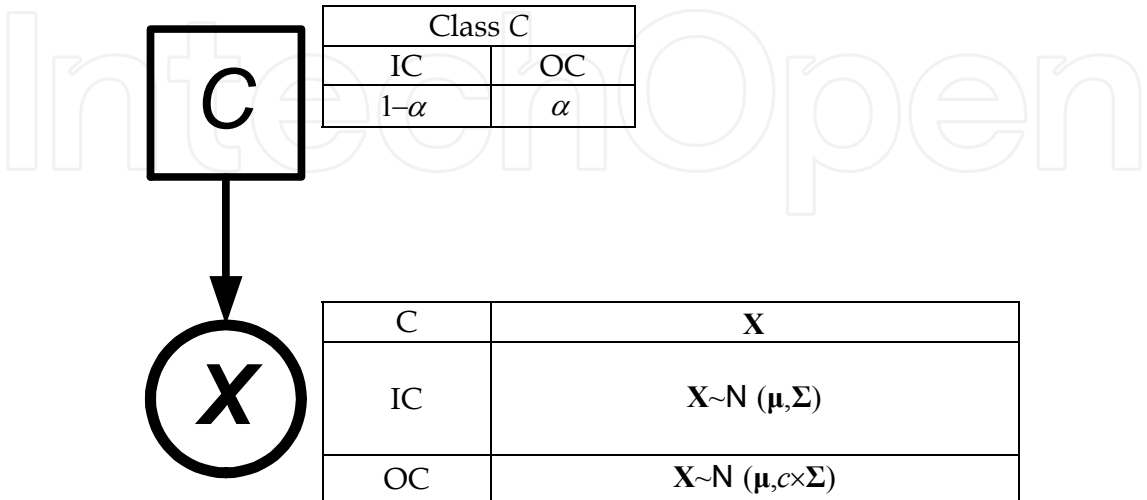 IntechOpen
C
Class C
IC OC
1–α α
X
C X
IC X~N (μ,Σ)
OC X~N (μ,c×Σ)